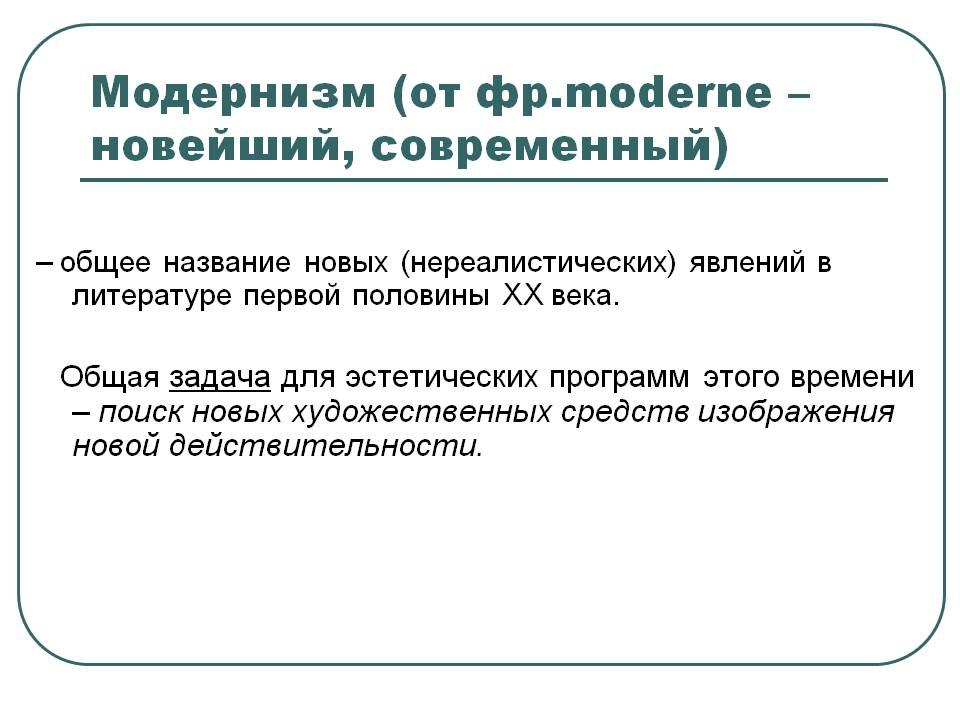 Модернизм (от фр.moderne –
новейший, современный)
– общее название новых (нереалистических) явлений в
литературе первой половины XX века.
Общая задача для эстетических программ этого времени
– поиск новых художественных средств изображения
новой действительности.